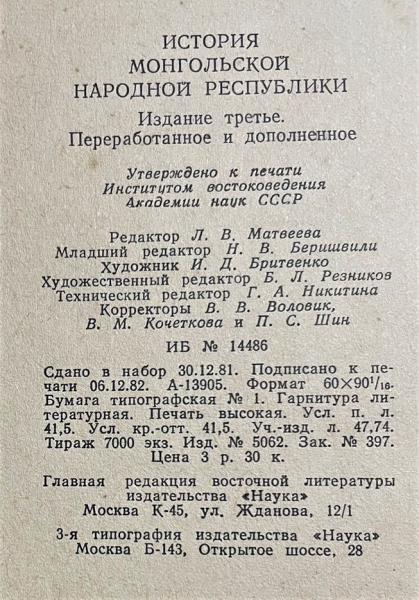 ИСТОРИЯ
МОНГОЛЬСКОЙ
НАРОДНОЙ РЕСПУБЛИКИ
Издание третье.
Переработанное и дополненное
Утверждено к печати
Институтом востоковедения
Академии наук СССР
Редактор Л. В. Матвеева
Младший редактор Н. В. Беришвили
Художник И. Д. Бритвенко
Художественный редактор Б. Л. Резников
Технический редактор Г. А. Никитина
Корректоры В. В. Воловик,
В. М. Кочеткова и П. С. Шин
ИБ № 14486
Сдано в набор 30.12.81. Подписано к пе-
чати 06.12.82. А-13905. Формат 60×90¹/₁₆.
Бумага типографская № 1. Гарнитура ли-
тературная. Печать высокая. Усл. п. л.
41,5. Усл. кр.-отт. 41,5. Уч.-изд. л. 47,74.
Тираж 7000 экз. Изд. № 5062. Зак. № 397.
Цена 3 р. 30 к.
Главная редакция восточной литературы
издательства «Наука»
Москва К-45, ул. Жданова, 12/1
3-я типография издательства «Наука»
Москва Б-143, Открытое шоссе, 28